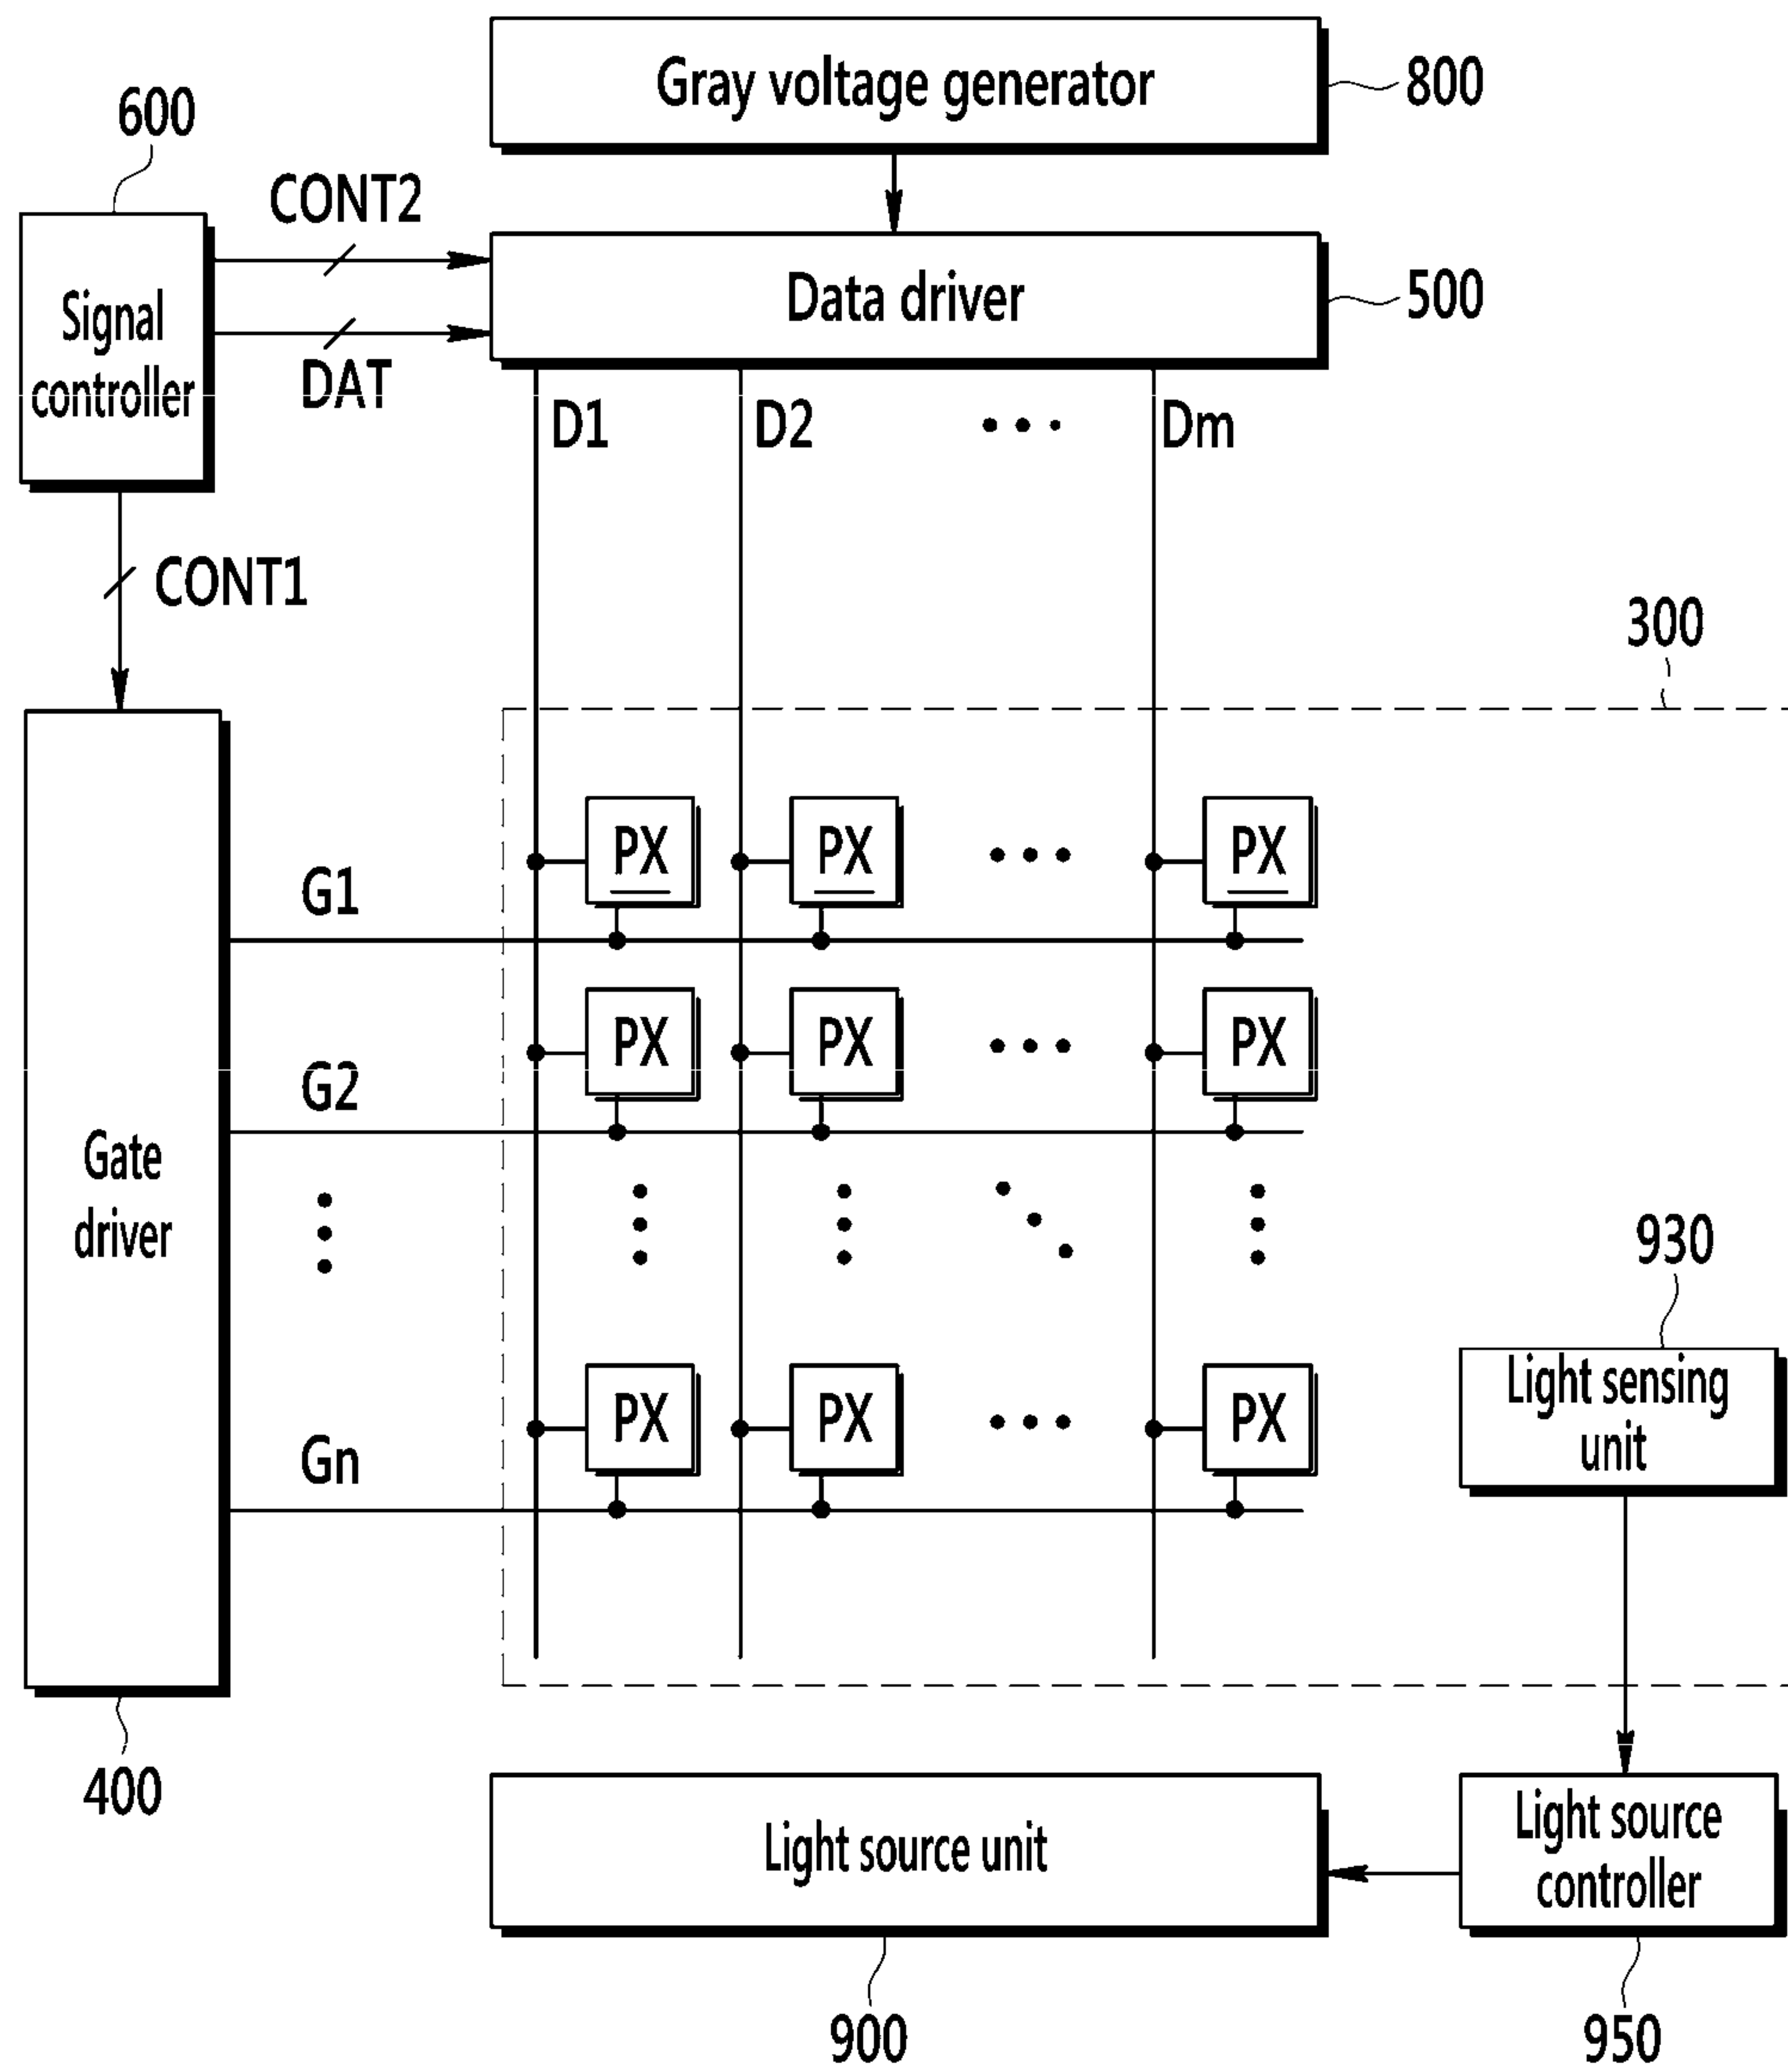 Gray voltage generator
800
600
CONT2
Signal
controller
DAT
Data driver
500
D1
D2
Dm
CONT1
300
G1
PX
PX
PX
G2
PX
PX
PX
Gate
driver
930
Light sensing
unit
Gn
PX
PX
PX
400
Light source unit
Light source
controller
900
950